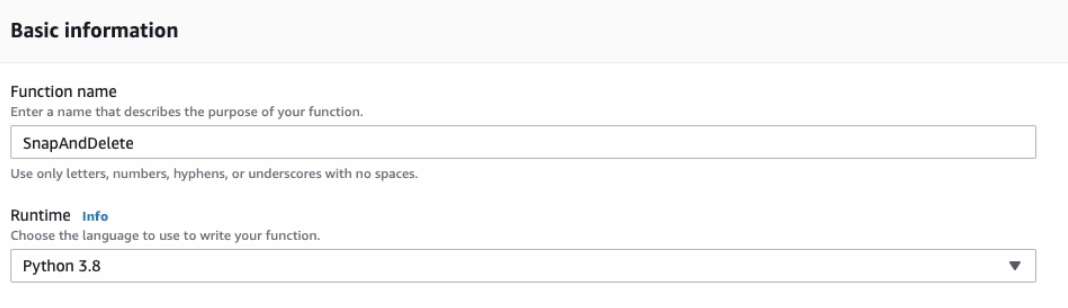 Basic information
Function name
Enter a name that describes the purpose of your function.
SnapAndDelete
Use only letters, numbers, hyphens, or underscores with no spaces.
Runtime Info
Choose the language to use to write your function.
Python 3.8